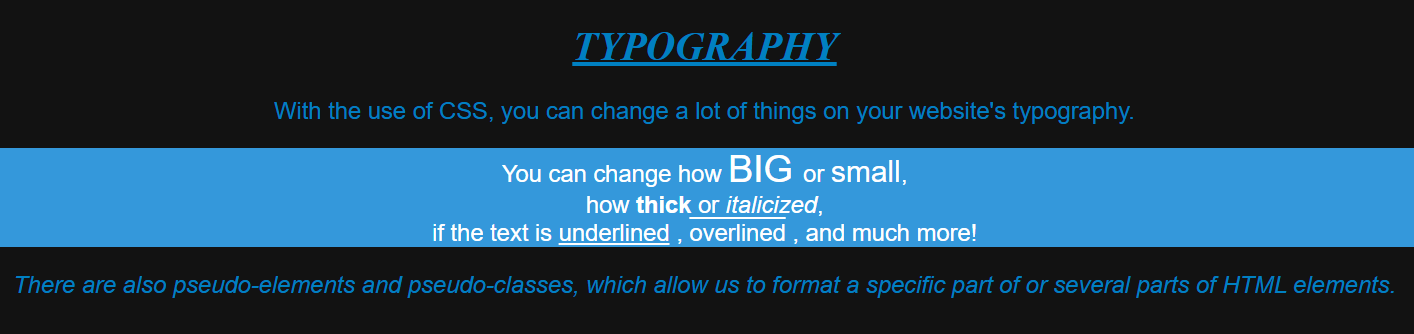 TYPOGRAPHY
With the use of CSS, you can change a lot of things on your website's typography.
You can change how BIG or small,
how thick or italicized,
if the text is underlined , overlined , and much more!
There are also pseudo-elements and pseudo-classes, which allow us to format a specific part of or several parts of HTML elements.